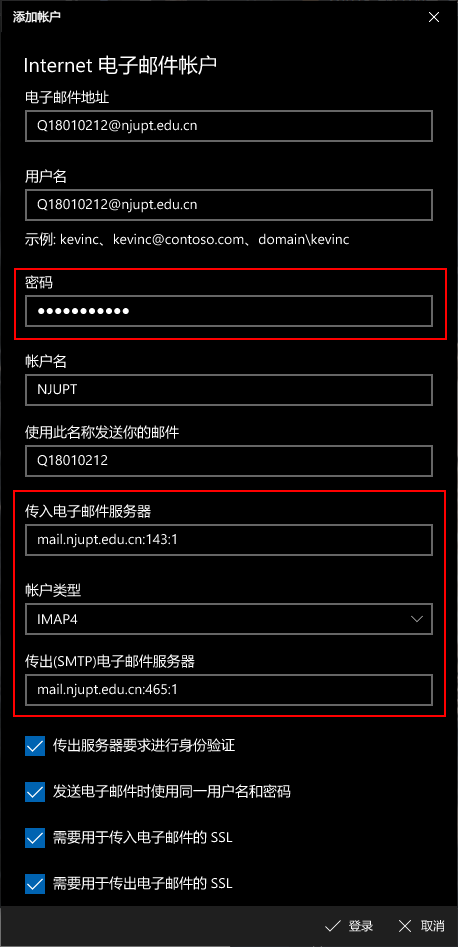 添加帐户
Internet 电子邮件帐户
电子邮件地址
Q18010212@njupt.edu.cn
用户名
Q18010212@njupt.edu.cn
示例: kevinc、kevinc@contoso.com、domain\kevinc
密码
●●●●●●●●●●●
帐户名
NJUPT
使用此名称发送你的邮件
Q18010212
传入电子邮件服务器
mail.njupt.edu.cn:143:1
帐户类型
IMAP4
传出(SMTP)电子邮件服务器
mail.njupt.edu.cn:465:1
传出服务器要求进行身份验证
发送电子邮件时使用同一用户名和密码
需要用于传入电子邮件的 SSL
需要用于传出电子邮件的 SSL
登录 取消